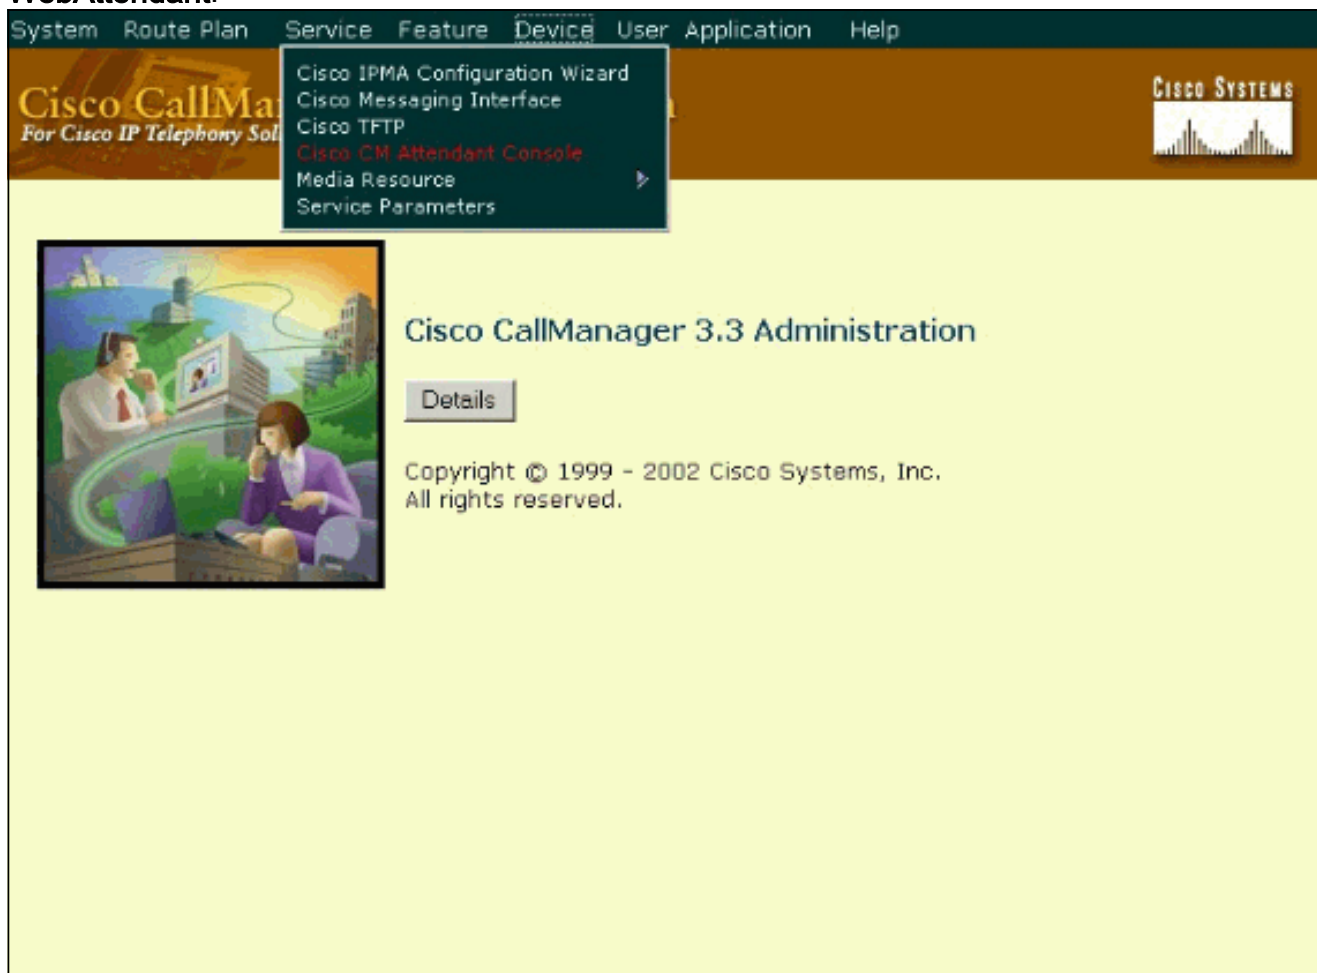 WebAttendant.
System Route Plan Service Feature Device User Application Help
Cisco IPMA Configuration Wizard
Cisco Messaging Interface
Cisco TFTP
Cisco CM Attendant Console
Media Resource
Service Parameters
Cisco CallMa
For Cisco IP Telephony Sol
CISCO SYSTEMS
Cisco CallManager 3.3 Administration
Details
Copyright © 1999 - 2002 Cisco Systems, Inc.
All rights reserved.